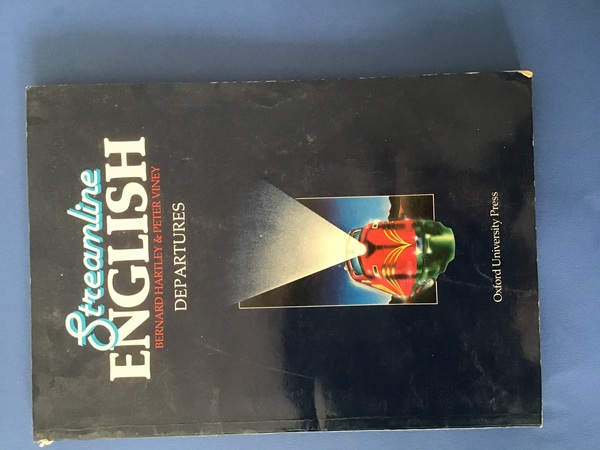 Streamline
ENGLISH
BERNARD HARTLEY & PETER VINEY
DEPARTURES
Oxford University Press